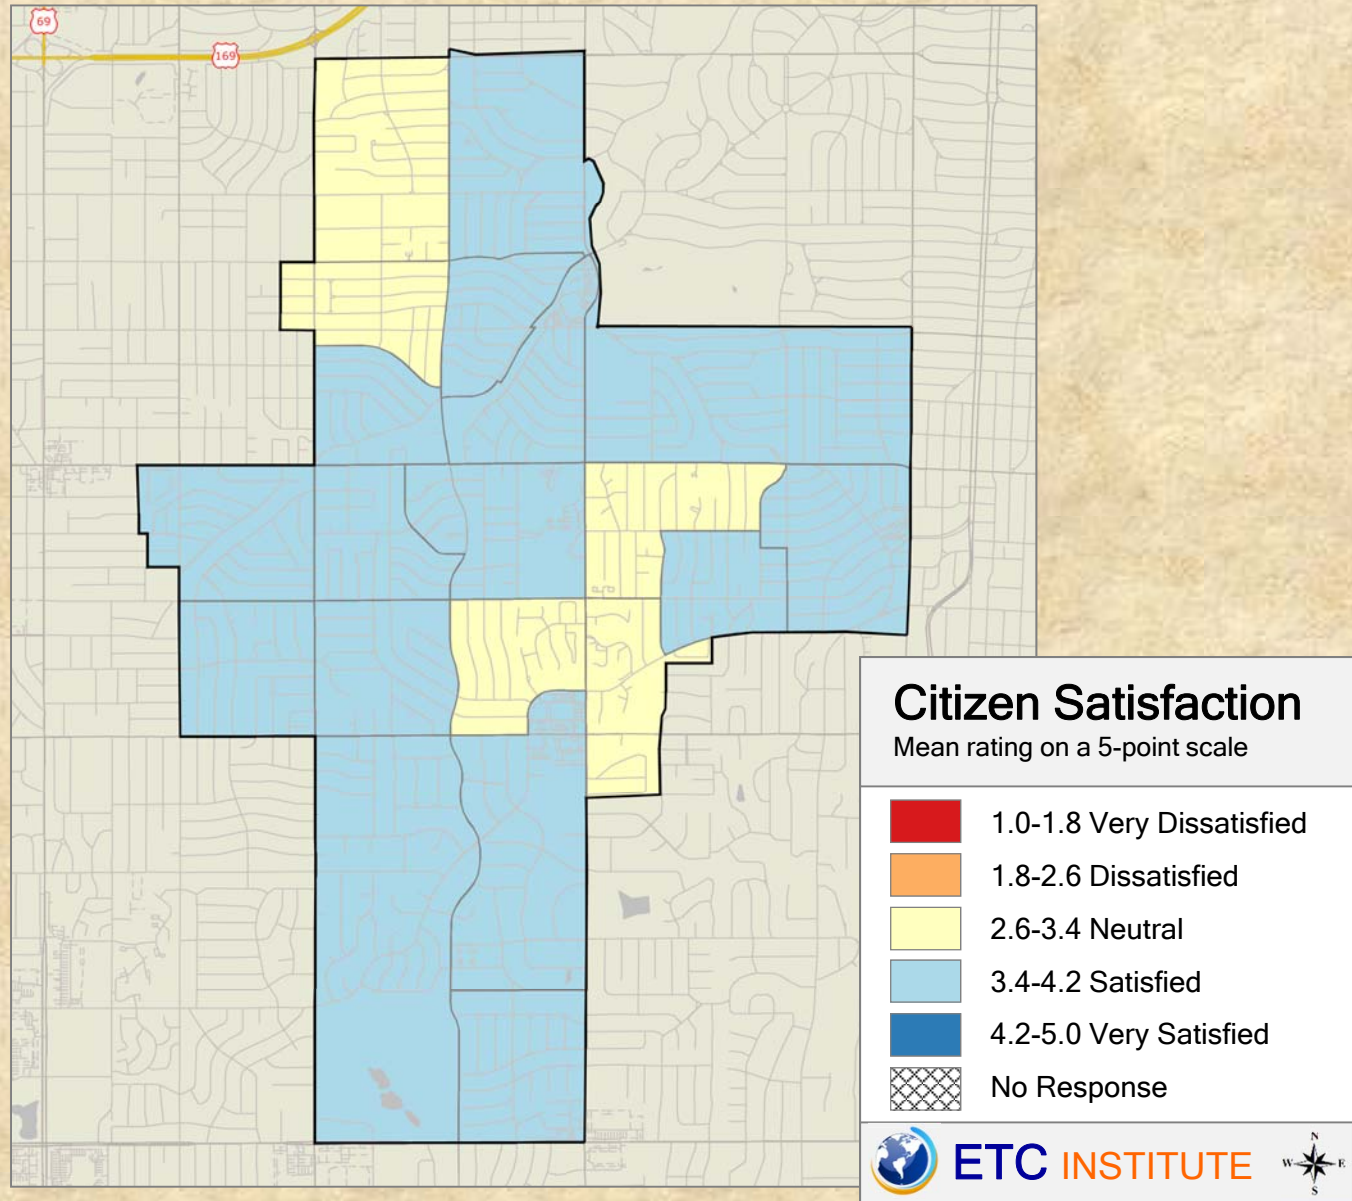 69
169
Citizen Satisfaction
Mean rating on a 5-point scale
1.0-1.8 Very Dissatisfied
1.8-2.6 Dissatisfied
2.6-3.4 Neutral
3.4-4.2 Satisfied
4.2-5.0 Very Satisfied
No Response
ETC INSTITUTE
N
W E
S